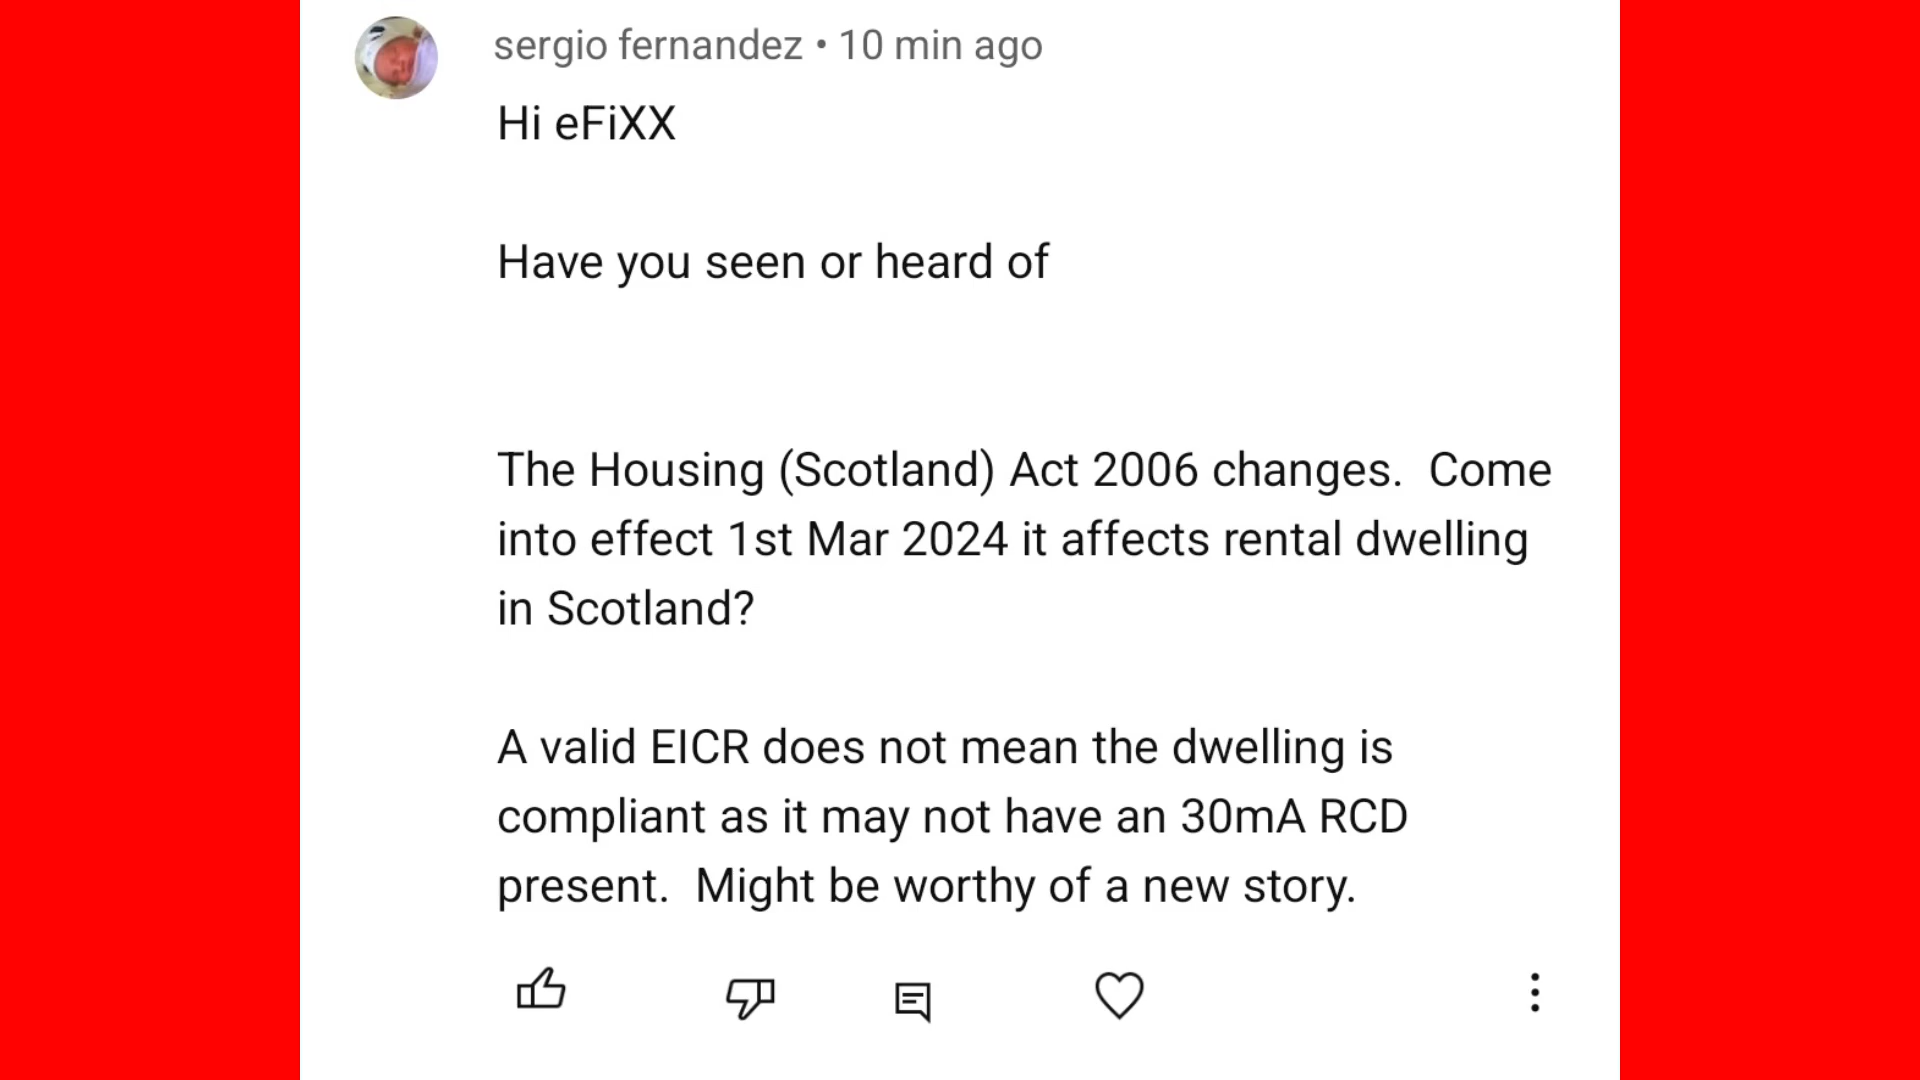 sergio fernandez • 10 min ago
Hi eFiXX
Have you seen or heard of
The Housing (Scotland) Act 2006 changes.  Come
into effect 1st Mar 2024 it affects rental dwelling
in Scotland?
A valid EICR does not mean the dwelling is
compliant as it may not have an 30mA RCD
present.  Might be worthy of a new story.